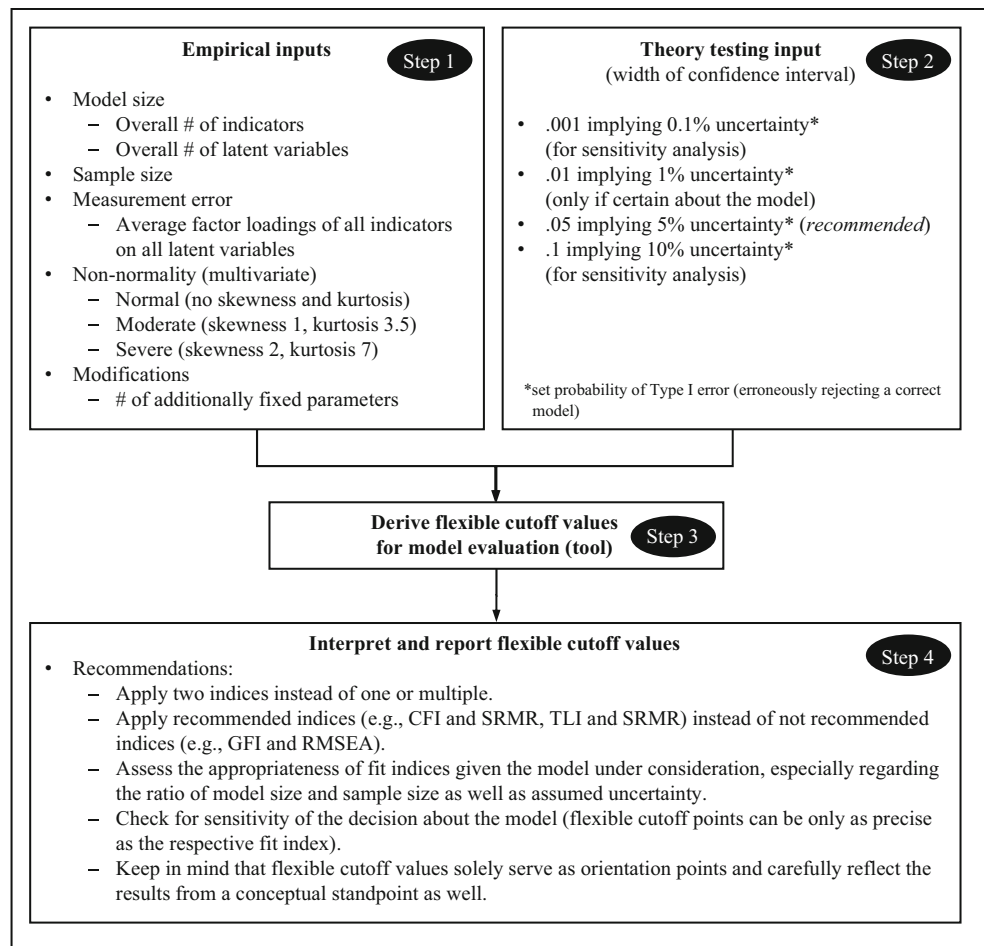 Empirical inputs
Step 1
• Model size
– Overall # of indicators
– Overall # of latent variables
• Sample size
• Measurement error
– Average factor loadings of all indicators
on all latent variables
• Non-normality (multivariate)
– Normal (no skewness and kurtosis)
– Moderate (skewness 1, kurtosis 3.5)
– Severe (skewness 2, kurtosis 7)
• Modifications
– # of additionally fixed parameters
Theory testing input
(width of confidence interval)
Step 2
• .001 implying 0.1% uncertainty*
(for sensitivity analysis)
• .01 implying 1% uncertainty*
(only if certain about the model)
• .05 implying 5% uncertainty* (recommended)
• .1 implying 10% uncertainty*
(for sensitivity analysis)
*set probability of Type I error (erroneously rejecting a correct
model)
Derive flexible cutoff values
for model evaluation (tool)
Step 3
Interpret and report flexible cutoff values
Step 4
• Recommendations:
– Apply two indices instead of one or multiple.
– Apply recommended indices (e.g., CFI and SRMR, TLI and SRMR) instead of not recommended
indices (e.g., GFI and RMSEA).
– Assess the appropriateness of fit indices given the model under consideration, especially regarding
the ratio of model size and sample size as well as assumed uncertainty.
– Check for sensitivity of the decision about the model (flexible cutoff points can be only as precise
as the respective fit index).
– Keep in mind that flexible cutoff values solely serve as orientation points and carefully reflect the
results from a conceptual standpoint as well.